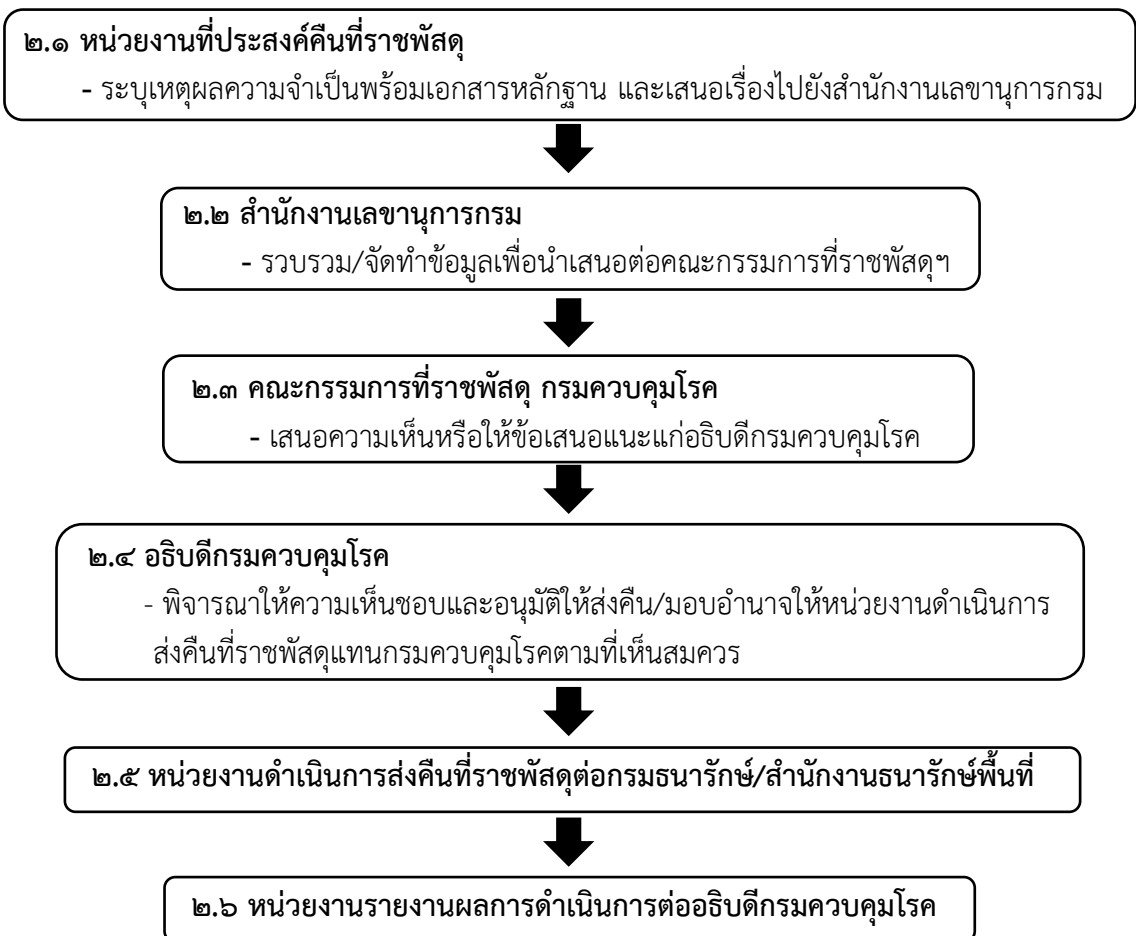 ๒.๑ หน่วยงานที่ประสงค์คืนที่ราชพัสดุ
- ระบุเหตุผลความจำเป็นพร้อมเอกสารหลักฐาน และเสนอเรื่องไปยังสำนักงานเลขานุการกรม
๒.๒ สำนักงานเลขานุการกรม
- รวบรวม/จัดทำข้อมูลเพื่อนำเสนอต่อคณะกรรมการที่ราชพัสดุฯ
๒.๓ คณะกรรมการที่ราชพัสดุ กรมควบคุมโรค
- เสนอความเห็นหรือให้ข้อเสนอแนะแก่อธิบดีกรมควบคุมโรค
๒.๔ อธิบดีกรมควบคุมโรค
- พิจารณาให้ความเห็นชอบและอนุมัติให้ส่งคืน/มอบอำนาจให้หน่วยงานดำเนินการ
ส่งคืนที่ราชพัสดุแทนกรมควบคุมโรคตามที่เห็นสมควร
๒.๕ หน่วยงานดำเนินการส่งคืนที่ราชพัสดุต่อกรมธนารักษ์/สำนักงานธนารักษ์พื้นที่
๒.๖ หน่วยงานรายงานผลการดำเนินการต่ออธิบดีกรมควบคุมโรค